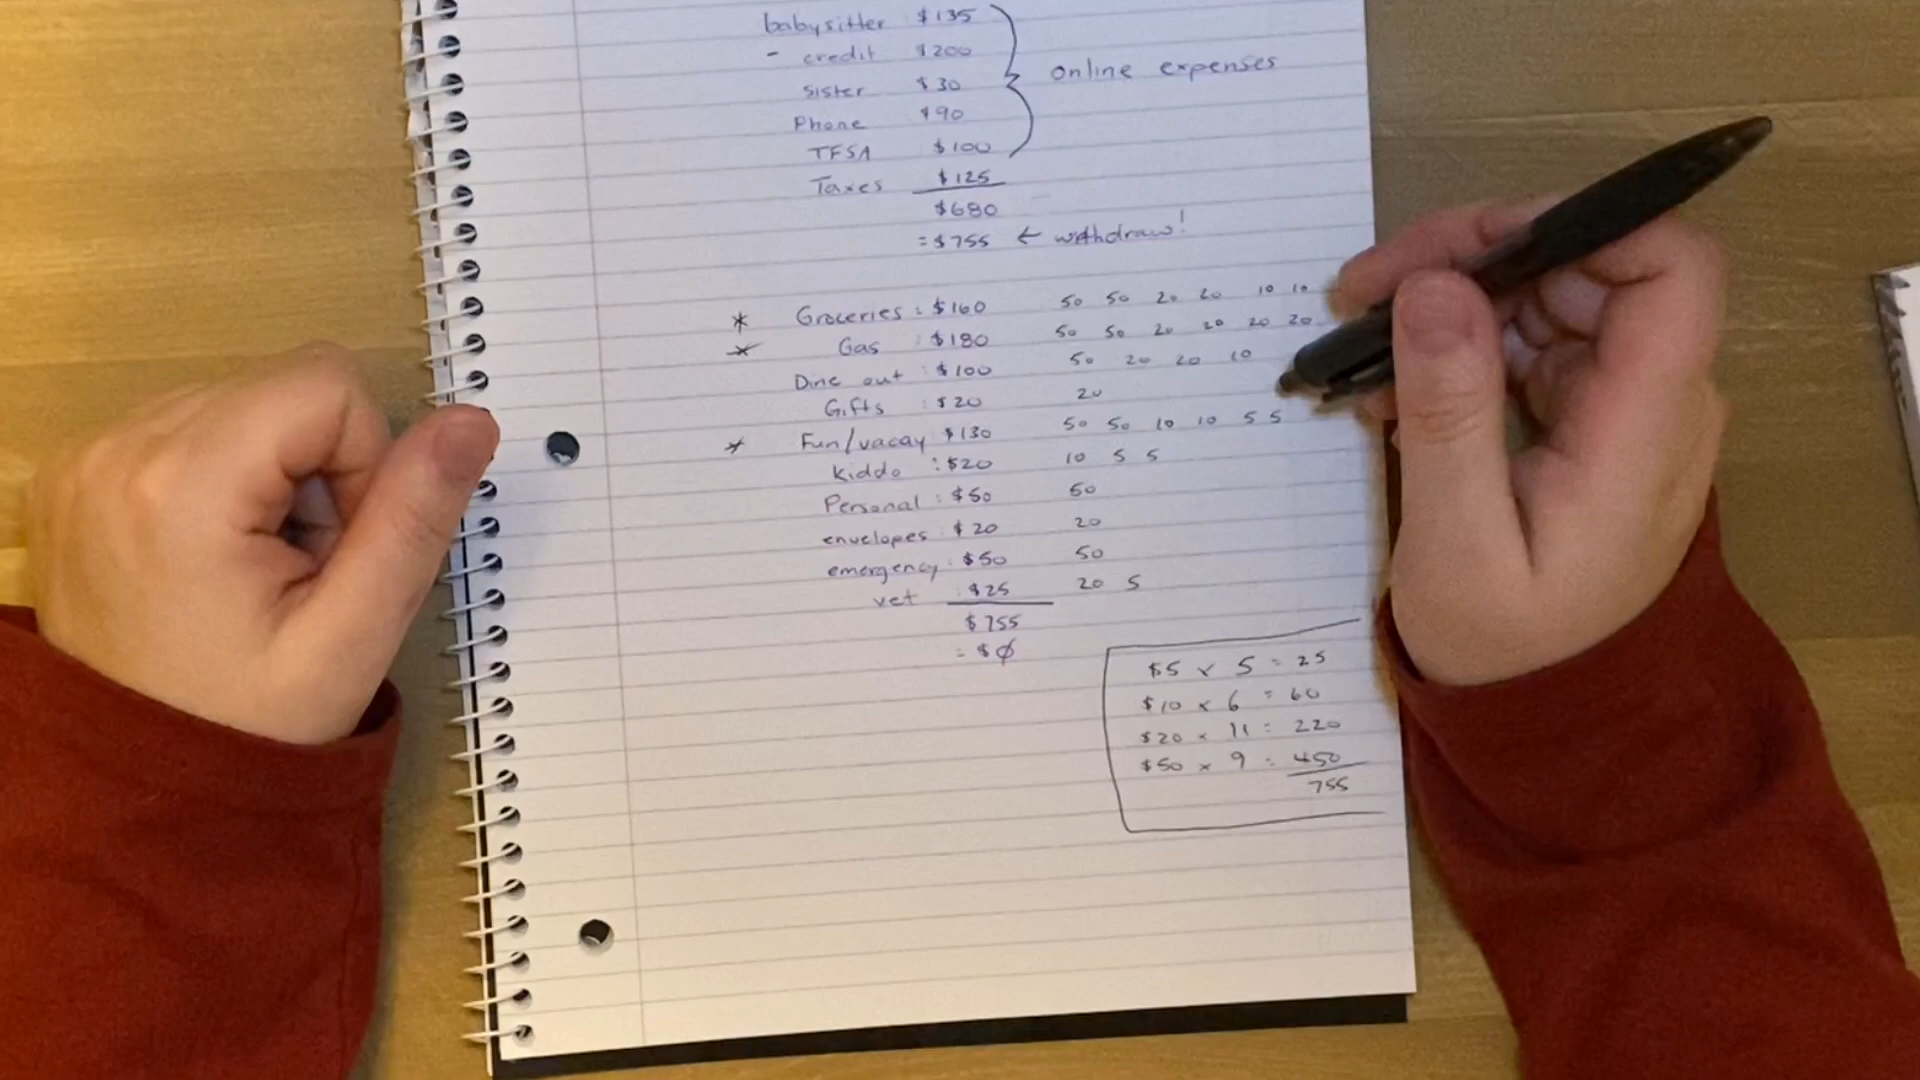 babysitter : $135
- credit $200
sister $30
online expenses
Phone $90
TFSA $100
Taxes $125
$680
= $755 ← withdraw!
* Groceries : $160 50 50 20 20 10 10
* Gas : $180 50 50 20 20 20 20
Dine out : $100 50 20 20 10
Gifts : $20 20
* Fun/vacay $130 50 50 10 10 5 5
kiddo : $20 10 5 5
Personal : $50 50
envelopes $20 20
emergency : $50 50
vet : $25 20 5
$755
= $0
$5 x 5 = 25
$10 x 6 = 60
$20 x 11 = 220
$50 x 9 = 450
755